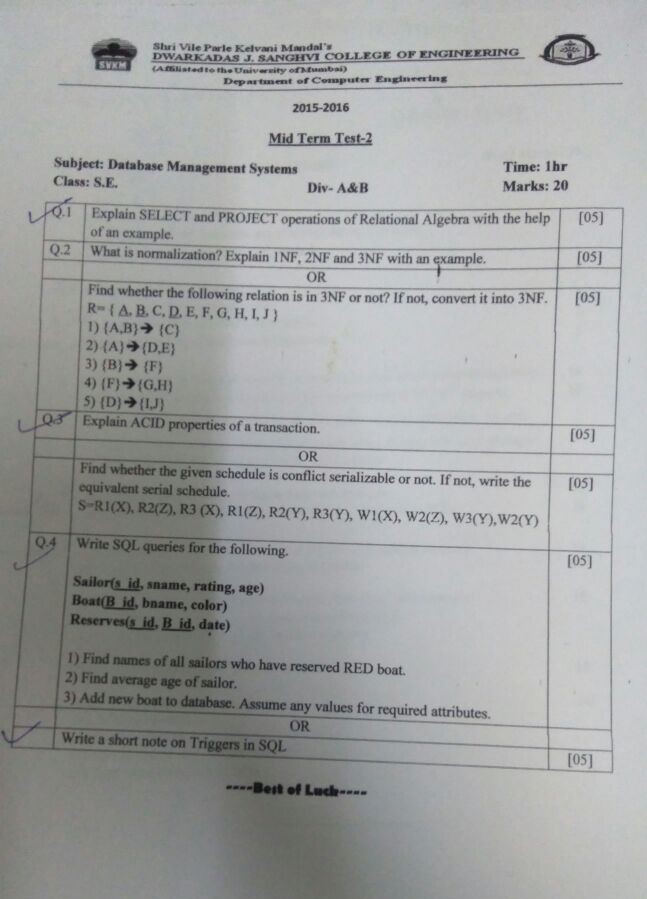 SVKM
Shri Vile Parle Kelvani Mandal's
DWARKADAS J. SANGHVI COLLEGE OF ENGINEERING
(Affiliated to the University of Mumbai)
Department of Computer Engineering
2015-2016
Mid Term Test-2
Subject: Database Management Systems Time: 1hr
Class: S.E. Div- A&B Marks: 20
Q.1 Explain SELECT and PROJECT operations of Relational Algebra with the help [05]
of an example.
Q.2 What is normalization? Explain 1NF, 2NF and 3NF with an example. [05]
OR
Find whether the following relation is in 3NF or not? If not, convert it into 3NF. [05]
R= { A, B, C, D, E, F, G, H, I, J }
1) {A,B}➔ {C}
2) {A}➔{D,E}
3) {B}➔ {F}
4) {F}➔{G,H}
5) {D}➔{I,J}
Q.3 Explain ACID properties of a transaction. [05]
OR
Find whether the given schedule is conflict serializable or not. If not, write the [05]
equivalent serial schedule.
S=R1(X), R2(Z), R3 (X), R1(Z), R2(Y), R3(Y), W1(X), W2(Z), W3(Y),W2(Y)
Q.4 Write SQL queries for the following. [05]
Sailor(s_id, sname, rating, age)
Boat(B_id, bname, color)
Reserves(s_id, B_id, date)
1) Find names of all sailors who have reserved RED boat.
2) Find average age of sailor.
3) Add new boat to database. Assume any values for required attributes.
OR
Write a short note on Triggers in SQL [05]
----Best of Luck----